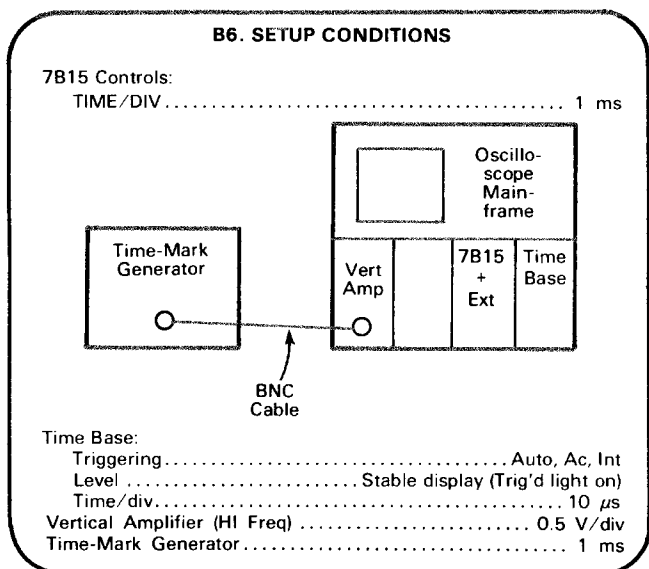 B6. SETUP CONDITIONS
7B15 Controls:
TIME/DIV............................................ 1 ms
Oscillo-
scope
Main-
frame
Time-Mark
Generator
Vert
Amp
7B15
+
Ext
Time
Base
BNC
Cable
Time Base:
Triggering......................................Auto, Ac, Int
Level .........................Stable display (Trig'd light on)
Time/div............................................10 µs
Vertical Amplifier (HI Freq) ......................... 0.5 V/div
Time-Mark Generator................................... 1 ms